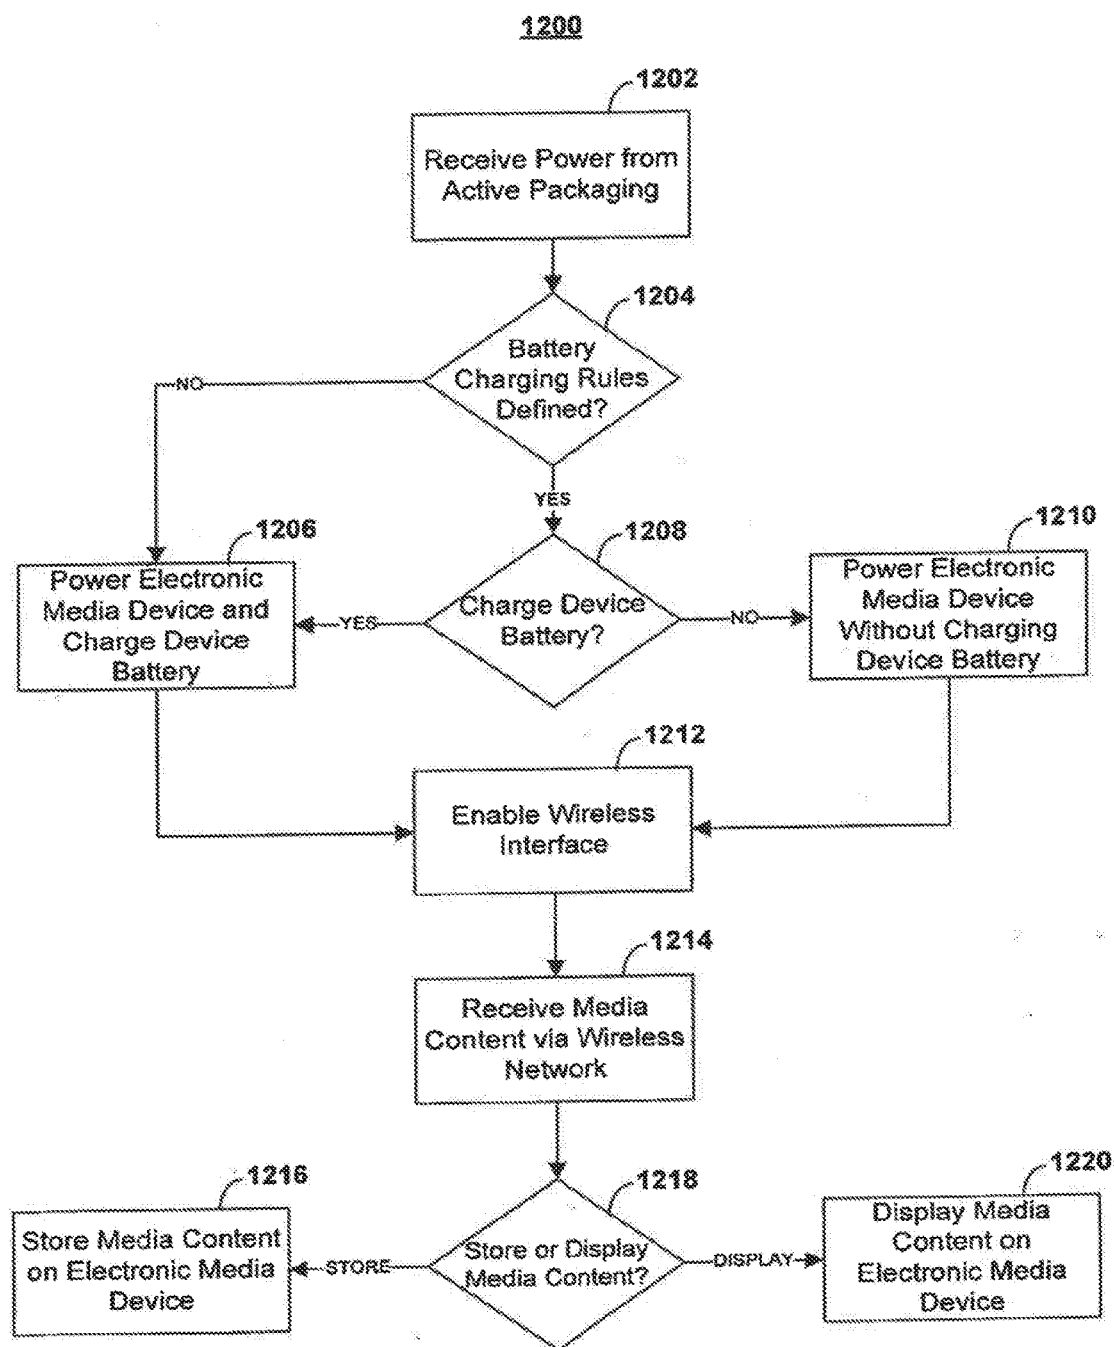 1200
1202
Receive Power from
Active Packaging
1204
Battery
Charging Rules
Defined?
NO
YES
1206
Power Electronic
Media Device and
Charge Device
Battery
1208
Charge Device
Battery?
YES
NO
1210
Power Electronic
Media Device
Without Charging
Device Battery
1212
Enable Wireless
Interface
1214
Receive Media
Content via Wireless
Network
1216
Store Media Content
on Electronic Media
Device
1218
Store or Display
Media Content?
STORE
DISPLAY
1220
Display Media
Content on
Electronic Media
Device